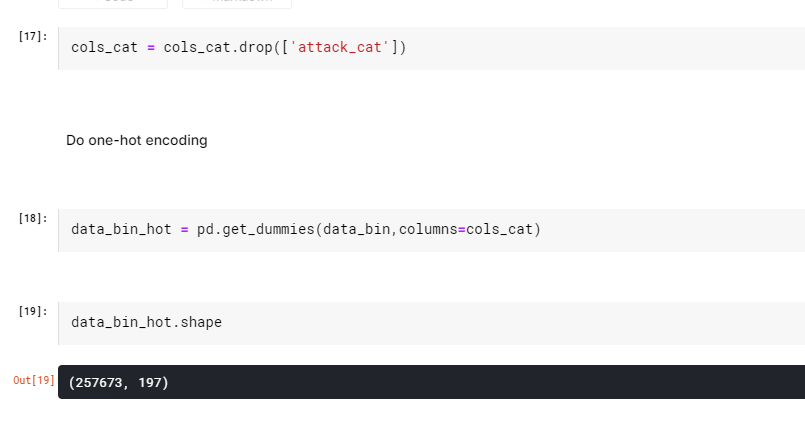 [17]:
cols_cat = cols_cat.drop(['attack_cat'])
Do one-hot encoding
[18]:
data_bin_hot = pd.get_dummies(data_bin,columns=cols_cat)
[19]:
data_bin_hot.shape
Out[19]
(257673, 197)